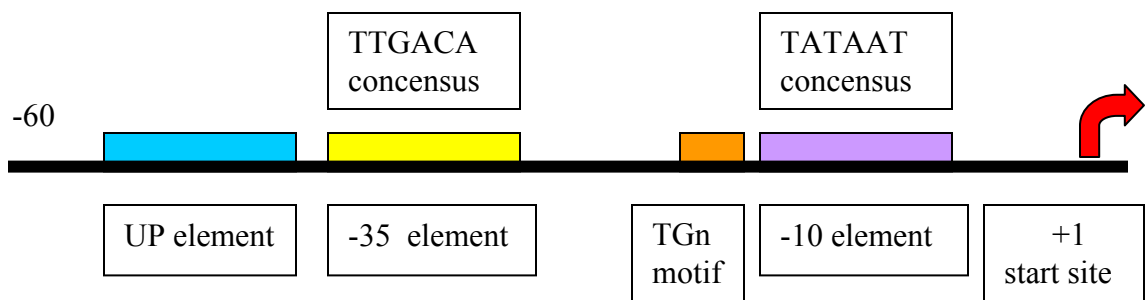 TTGACA
concensus
TATAAT
concensus
-60
UP element
-35 element
TGn
motif
-10 element
+1
start site